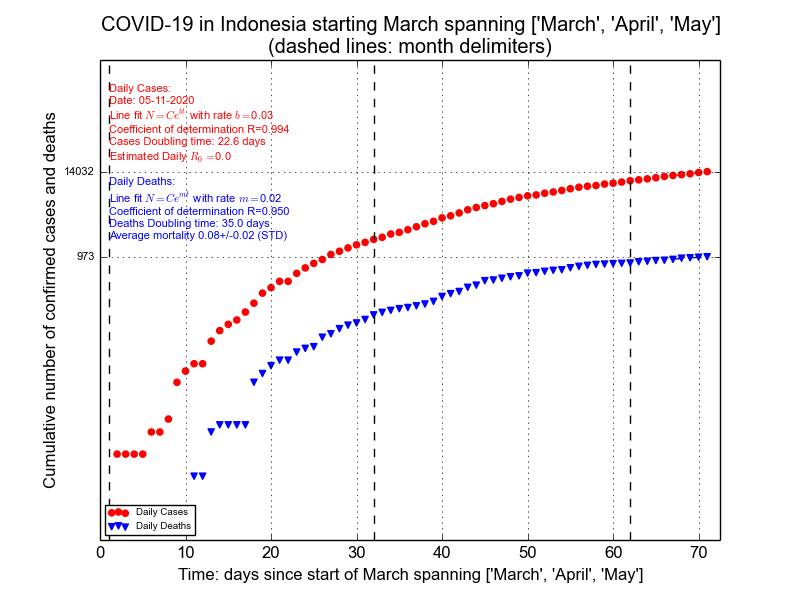 COVID-19 in Indonesia starting March spanning ['March', 'April', 'May']
(dashed lines: month delimiters)
Daily Cases:
Date: 05-11-2020
Line fit N = Ce^{bt} with rate b =0.03
Coefficient of determination R=0.994
Cases Doubling time: 22.6 days
Estimated Daily R_0 =0.0
Daily Deaths:
Line fit N = Ce^{mt} with rate m =0.02
Coefficient of determination R=0.950
Deaths Doubling time: 35.0 days
Average mortality 0.08+/-0.02 (STD)
14032
973
Cumulative number of confirmed cases and deaths
Daily Cases
Daily Deaths
0 10 20 30 40 50 60 70
Time: days since start of March spanning ['March', 'April', 'May']